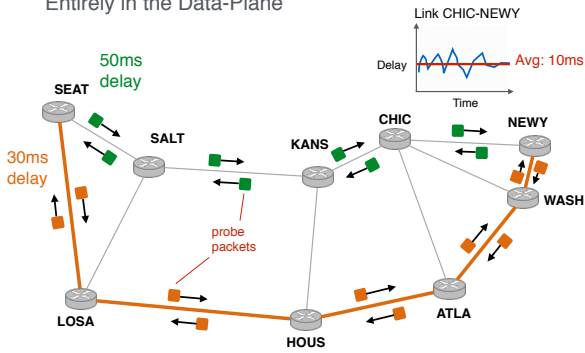 Entirely in the Data-Plane
Link CHIC-NEWY
Delay
Avg: 10ms
Time
50ms
delay
SEAT
SALT
KANS
CHIC
NEWY
30ms
delay
WASH
probe
packets
LOSA
HOUS
ATLA